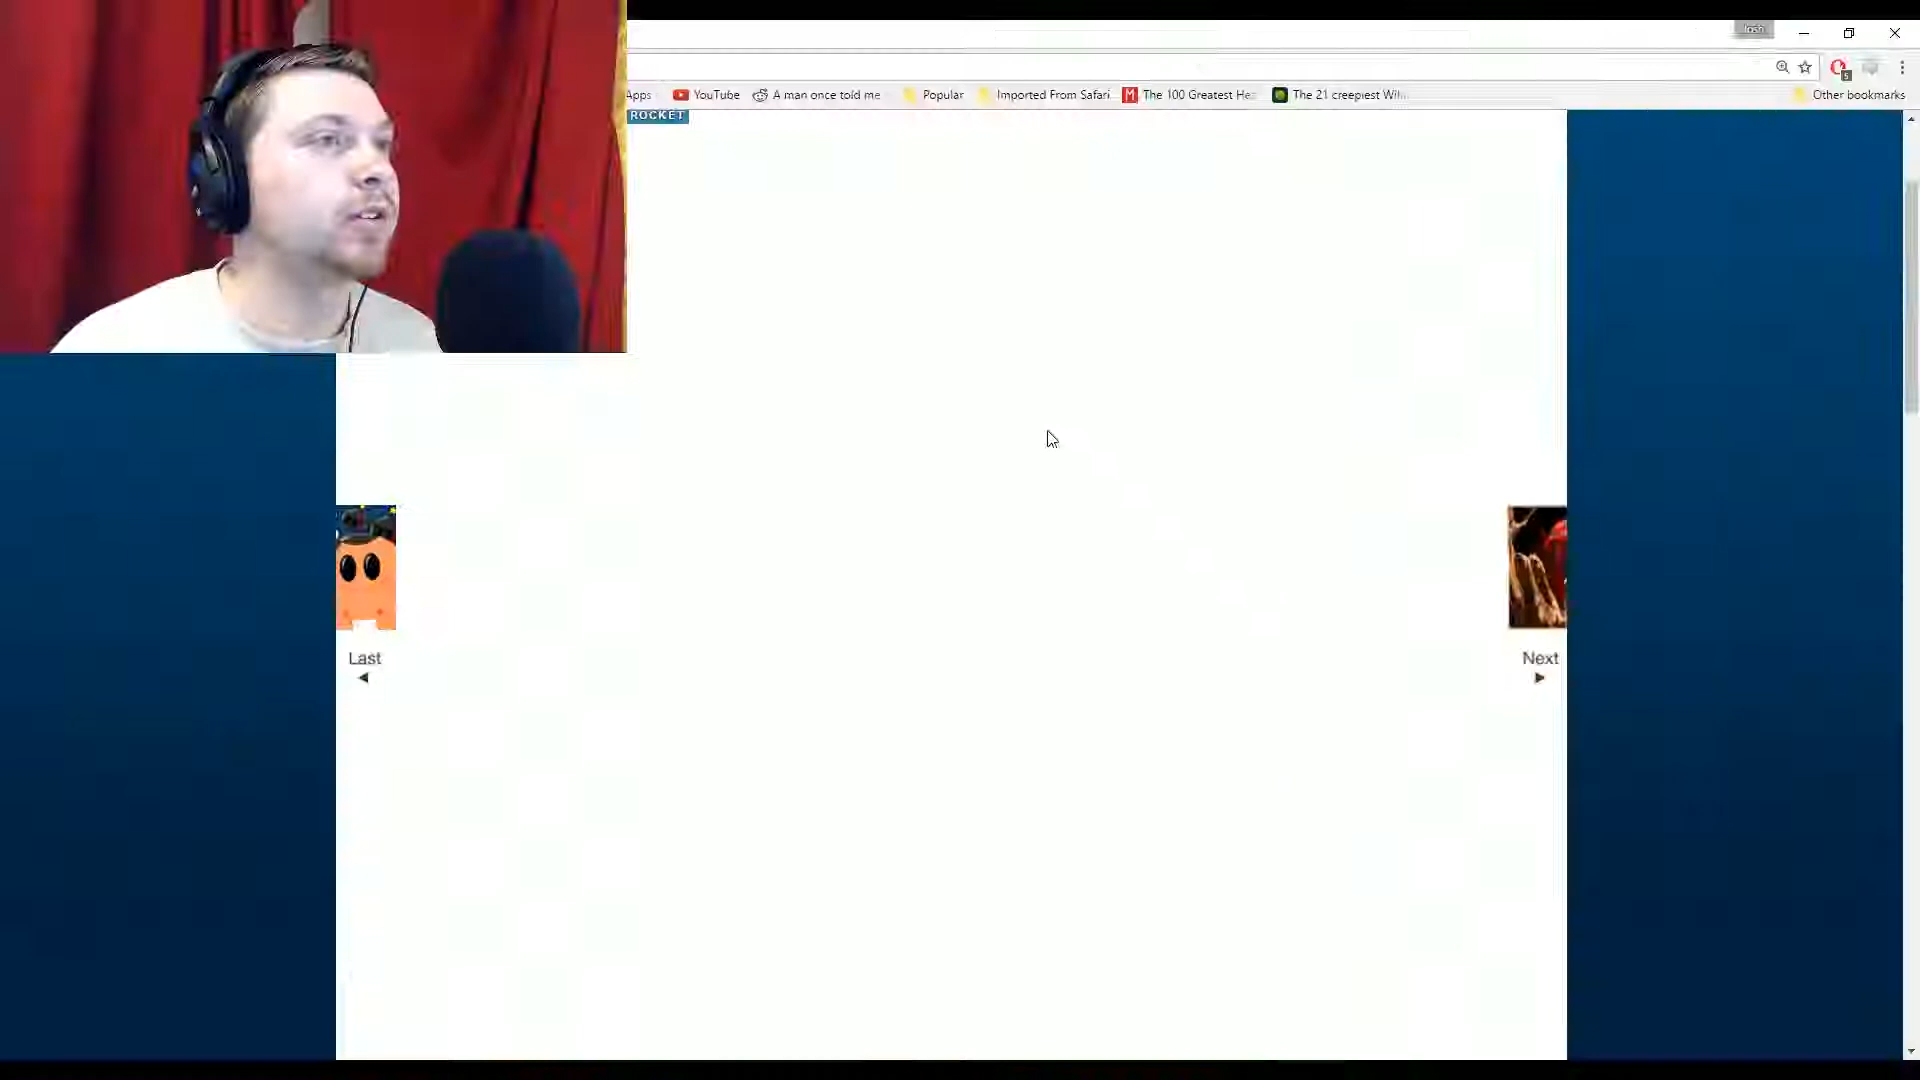 Josh
Apps YouTube A man once told me Popular Imported From Safari The 100 Greatest He The 21 creepiest Wi Other bookmarks
ROCKET
Last
Next